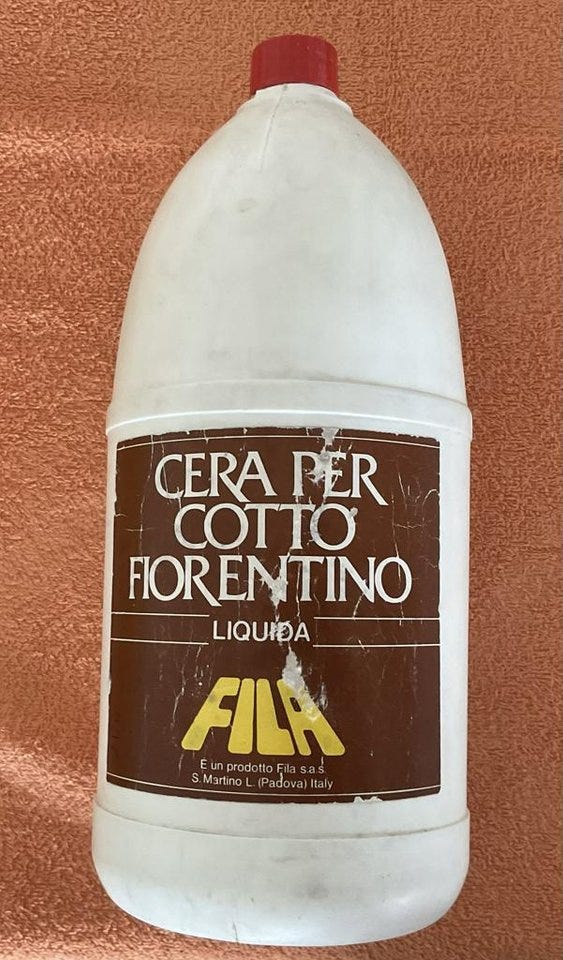 CERA PER
COTTO
FIORENTINO
LIQUIDA
FILA
È un prodotto Fila s.a.s.
S. Martino L. (Padova) Italy